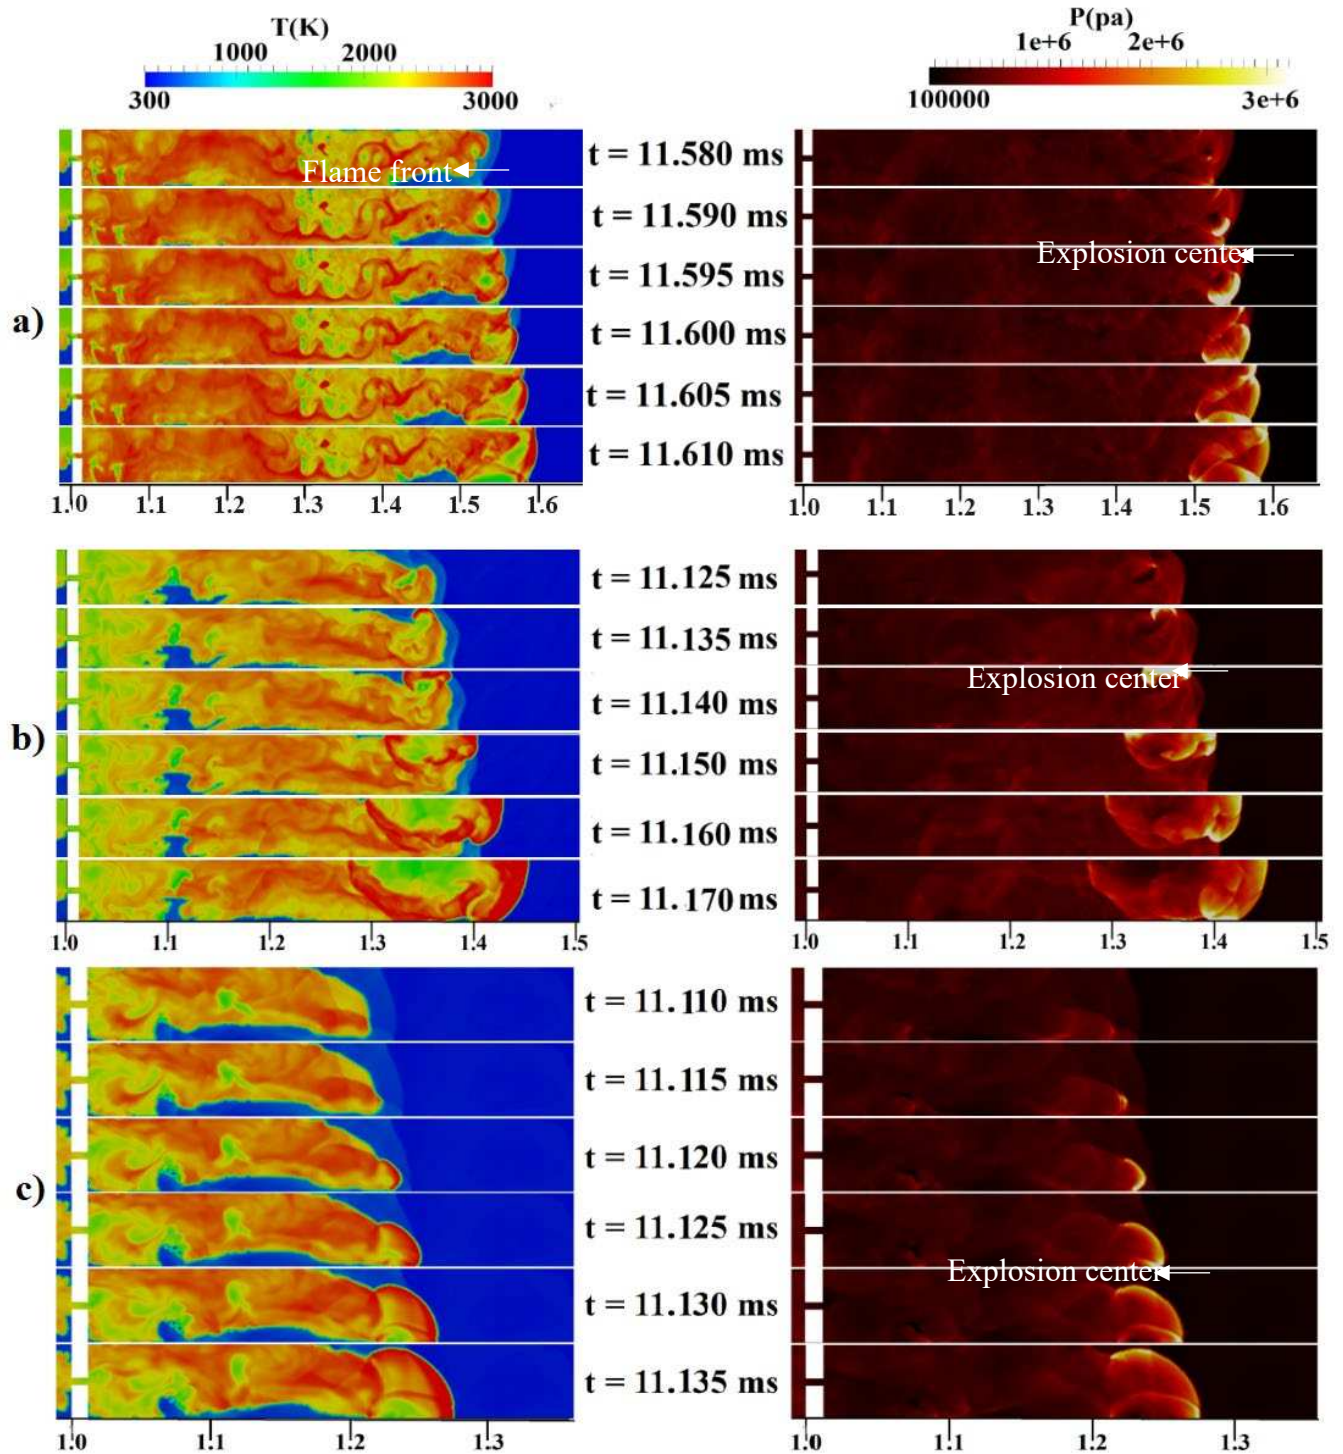 T(K)
1000 2000
300 3000
P(pa)
1e+6 2e+6
100000 3e+6
a)
Flame front
t = 11.580 ms
t = 11.590 ms
Explosion center
t = 11.595 ms
t = 11.600 ms
t = 11.605 ms
t = 11.610 ms
1.0 1.1 1.2 1.3 1.4 1.5 1.6
1.0 1.1 1.2 1.3 1.4 1.5 1.6
b)
t = 11.125 ms
t = 11.135 ms
Explosion center
t = 11.140 ms
t = 11.150 ms
t = 11.160 ms
t = 11.170 ms
1.0 1.1 1.2 1.3 1.4 1.5
1.0 1.1 1.2 1.3 1.4 1.5
c)
t = 11.110 ms
t = 11.115 ms
t = 11.120 ms
t = 11.125 ms
Explosion center
t = 11.130 ms
t = 11.135 ms
1.0 1.1 1.2 1.3
1.0 1.1 1.2 1.3